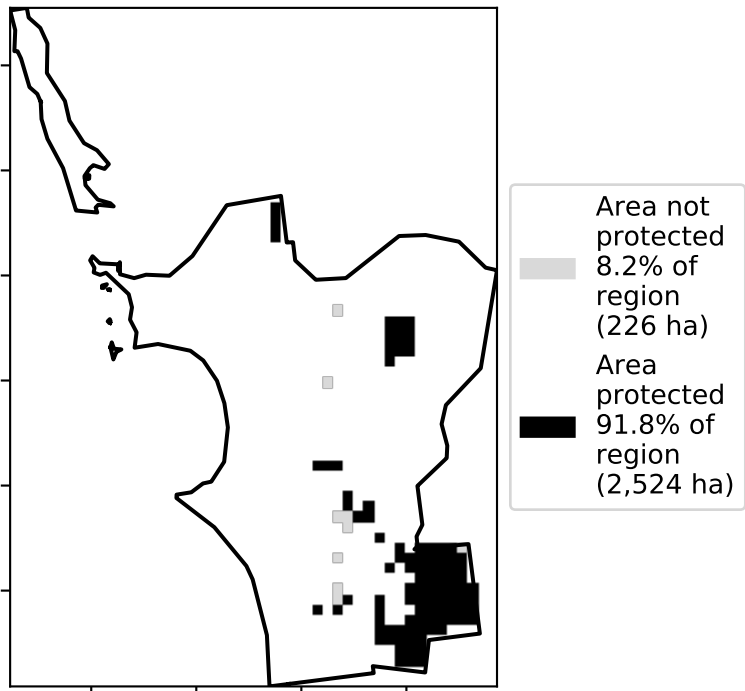 Area not
protected
8.2% of
region
(226 ha)
Area
protected
91.8% of
region
(2,524 ha)